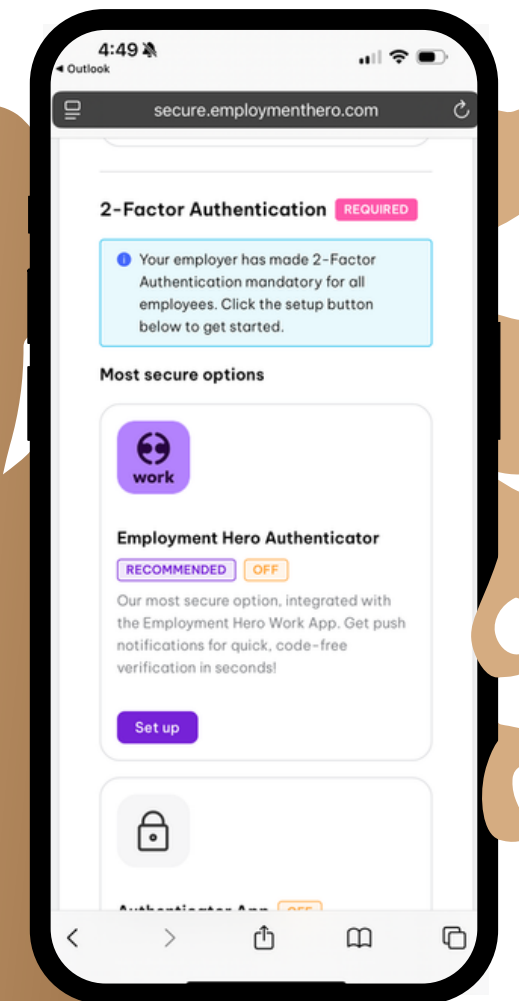 4:49
◂ Outlook
secure.employmenthero.com
2-Factor Authentication REQUIRED
Your employer has made 2-Factor
Authentication mandatory for all
employees. Click the setup button
below to get started.
Most secure options
work
Employment Hero Authenticator
RECOMMENDED OFF
Our most secure option, integrated with
the Employment Hero Work App. Get push
notifications for quick, code-free
verification in seconds!
Set up
Authenticator App OFF